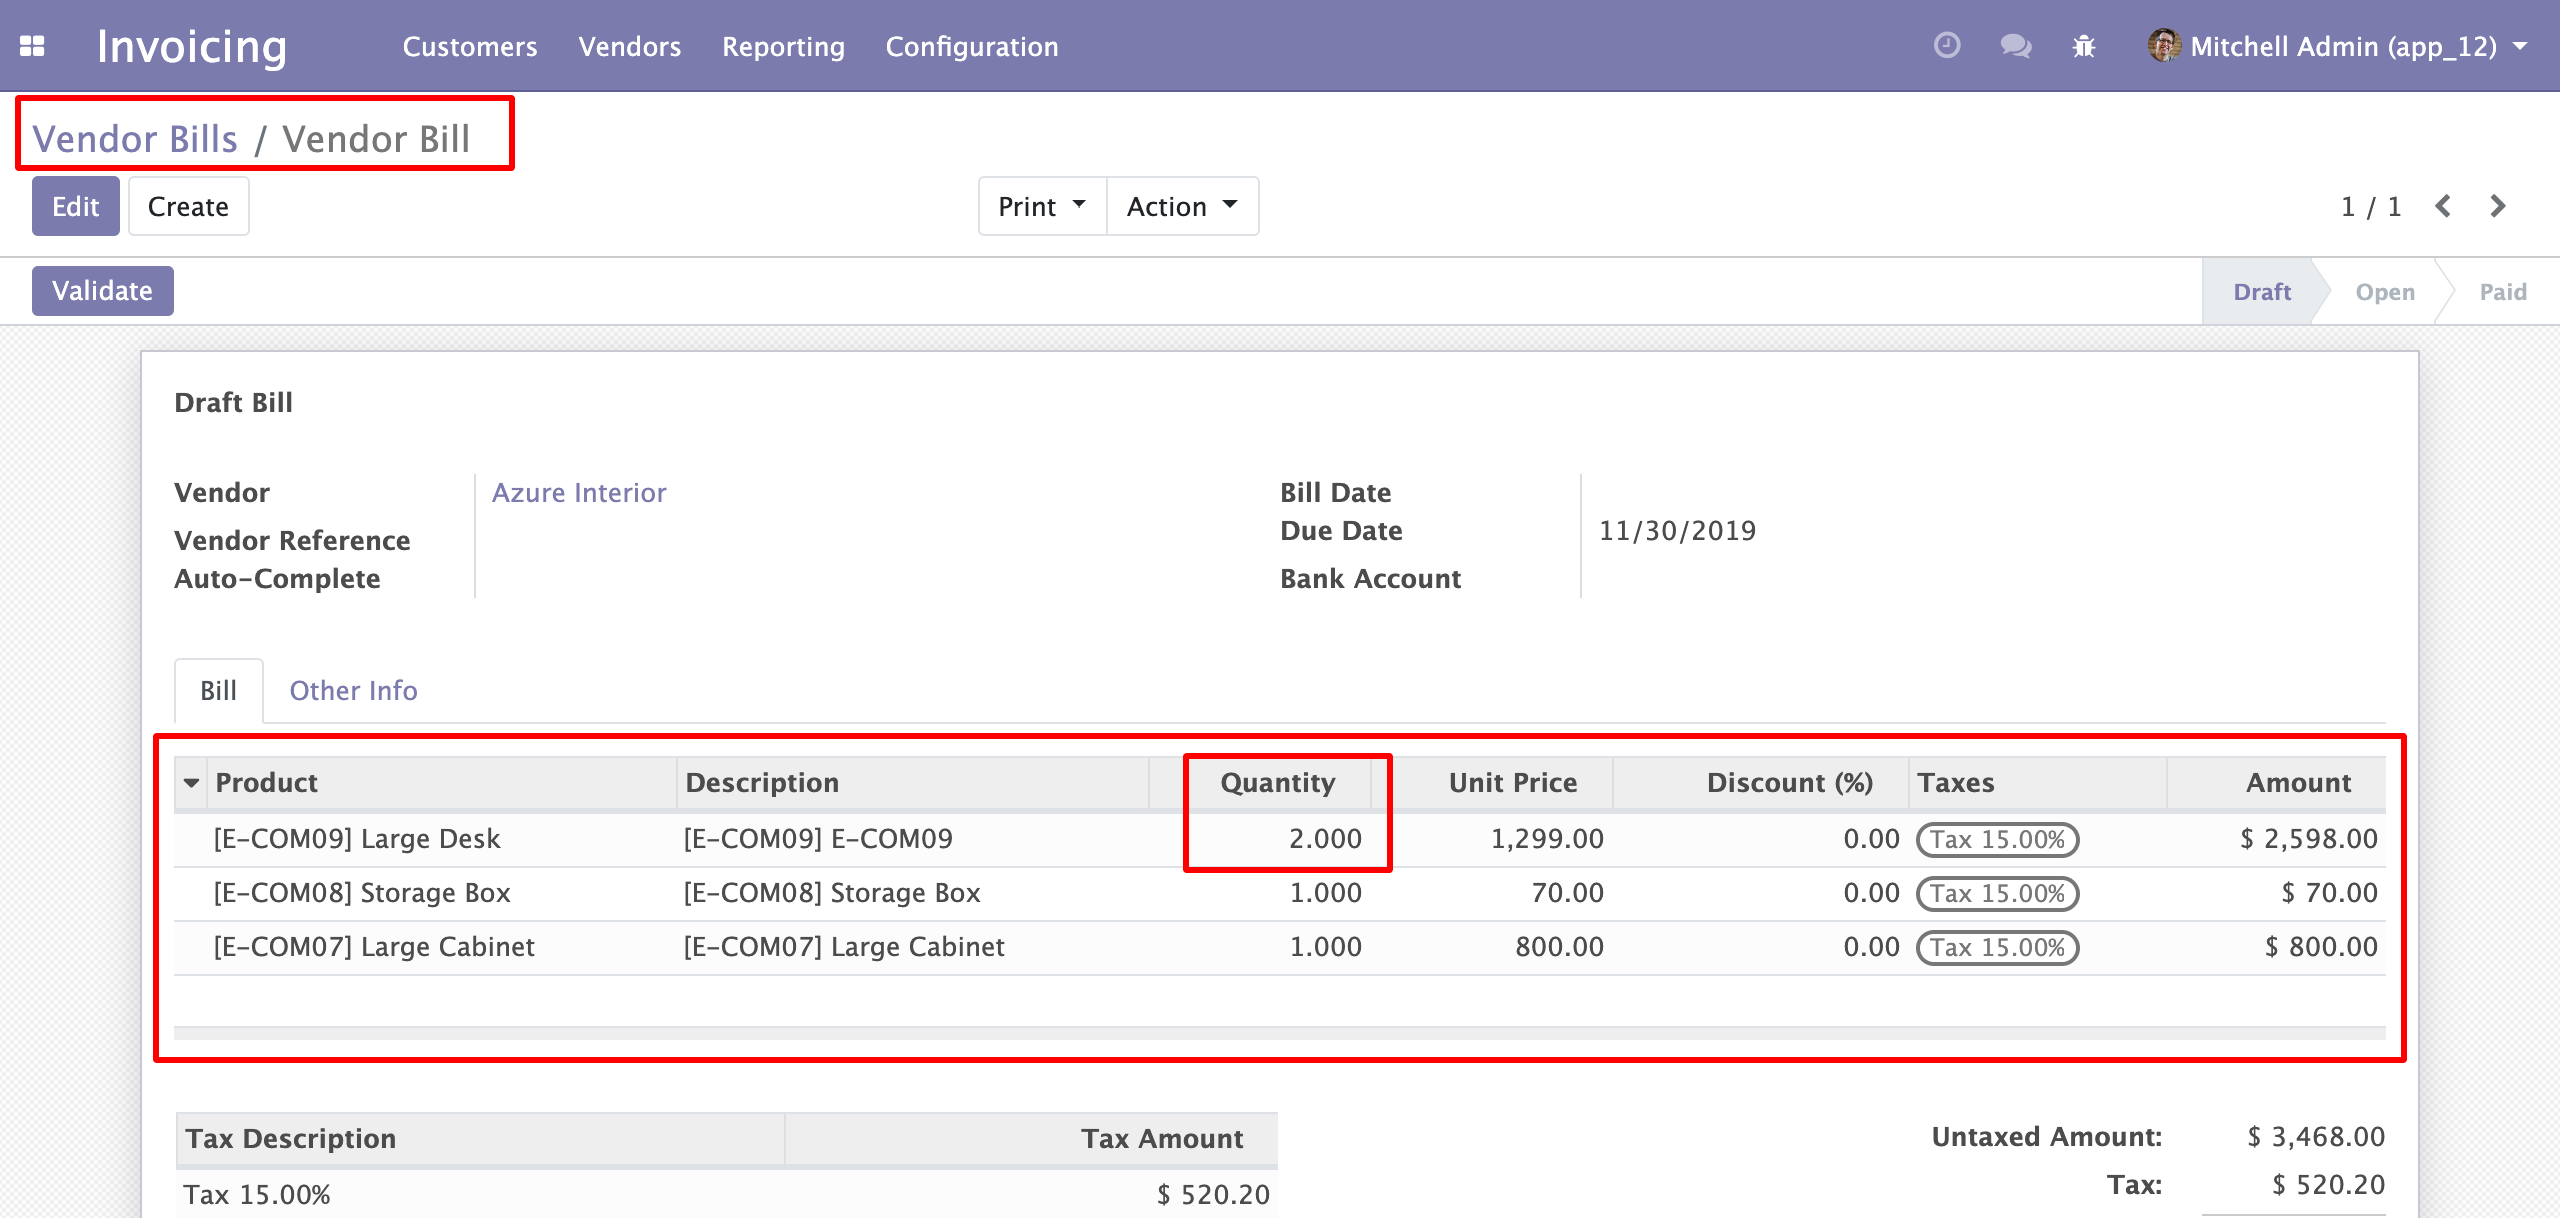 Invoicing Customers Vendors Reporting Configuration Mitchell Admin (app_12)
Vendor Bills / Vendor Bill
Edit Create Print Action 1 / 1
Validate Draft Open Paid
Draft Bill
Vendor Azure Interior Bill Date
Due Date 11/30/2019
Vendor Reference
Auto-Complete Bank Account
Bill Other Info
Product Description Quantity Unit Price Discount (%) Taxes Amount
[E-COM09] Large Desk [E-COM09] E-COM09 2.000 1,299.00 0.00 Tax 15.00% $ 2,598.00
[E-COM08] Storage Box [E-COM08] Storage Box 1.000 70.00 0.00 Tax 15.00% $ 70.00
[E-COM07] Large Cabinet [E-COM07] Large Cabinet 1.000 800.00 0.00 Tax 15.00% $ 800.00
Tax Description Tax Amount Untaxed Amount: $ 3,468.00
Tax 15.00% $ 520.20 Tax: $ 520.20